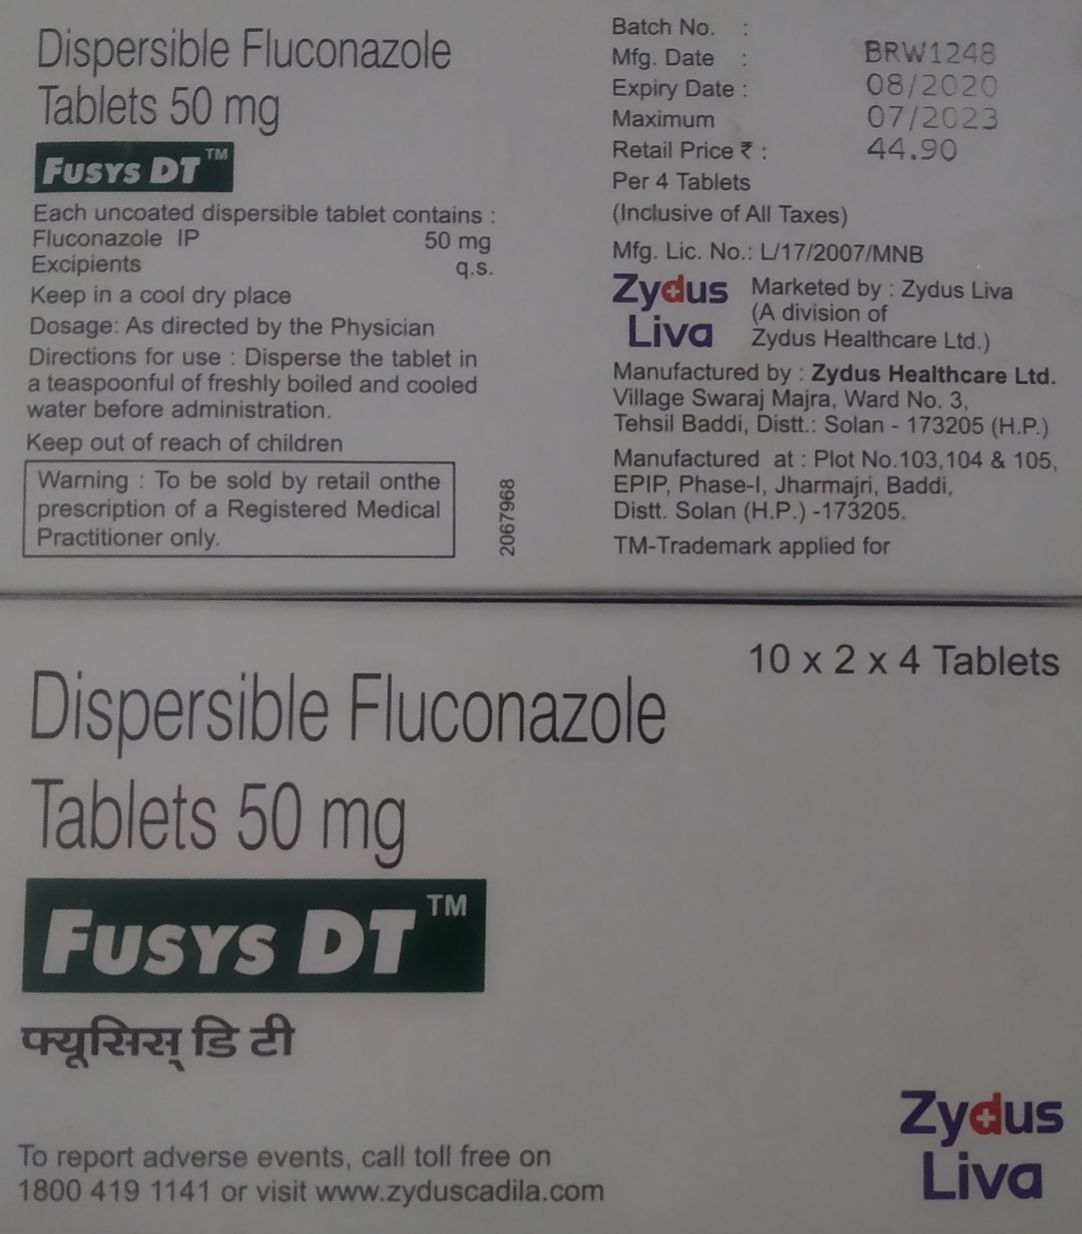 Dispersible Fluconazole
Tablets 50 mg
FUSYS DT™
Each uncoated dispersible tablet contains :
Fluconazole IP 50 mg
Excipients q.s.
Keep in a cool dry place
Dosage: As directed by the Physician
Directions for use : Disperse the tablet in
a teaspoonful of freshly boiled and cooled
water before administration.
Keep out of reach of children
Warning : To be sold by retail onthe
prescription of a Registered Medical
Practitioner only.
2067968
Batch No. : BRW1248
Mfg. Date : 08/2020
Expiry Date : 07/2023
Maximum
Retail Price ₹ : 44.90
Per 4 Tablets
(Inclusive of All Taxes)
Mfg. Lic. No.: L/17/2007/MNB
Zydus
Liva
Marketed by : Zydus Liva
(A division of
Zydus Healthcare Ltd.)
Manufactured by : Zydus Healthcare Ltd.
Village Swaraj Majra, Ward No. 3,
Tehsil Baddi, Distt.: Solan - 173205 (H.P.)
Manufactured at : Plot No.103,104 & 105,
EPIP, Phase-I, Jharmajri, Baddi,
Distt. Solan (H.P.) -173205.
TM-Trademark applied for
10 x 2 x 4 Tablets
Dispersible Fluconazole
Tablets 50 mg
FUSYS DT™
फ्यूसिस् डि टी
To report adverse events, call toll free on
1800 419 1141 or visit www.zyduscadila.com
Zydus
Liva